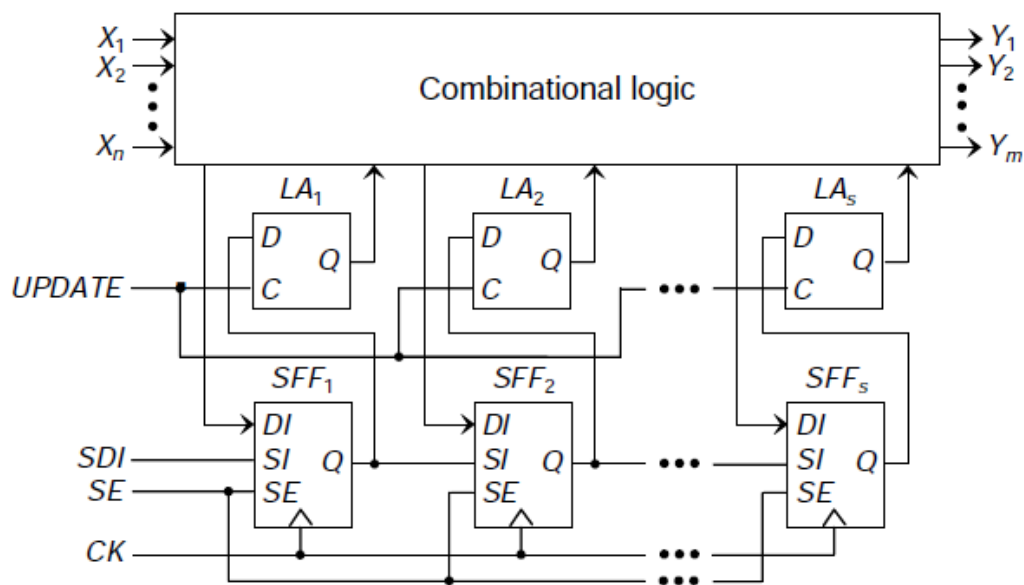 X1 Y1
X2 Combinational logic Y2
Xn Ym
LA1 LA2 LAs
D D D
Q Q Q
UPDATE C C C
SFF1 SFF2 SFFs
DI DI DI
SDI SI Q SI Q SI Q
SE SE SE SE
CK